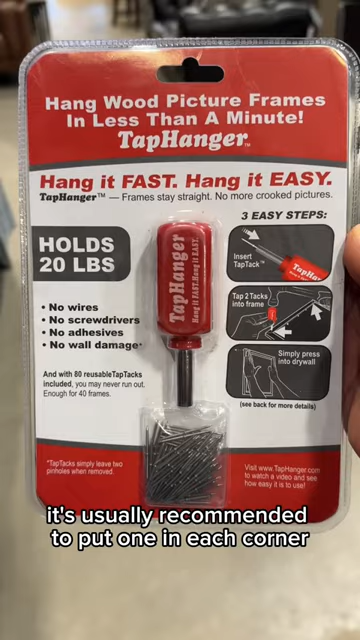 Hang Wood Picture Frames
In Less Than A Minute!
TapHanger™
Hang it FAST. Hang it EASY.
TapHanger™ — Frames stay straight. No more crooked pictures.
3 EASY STEPS:
HOLDS
20 LBS
TapHanger
Hang it FAST. Hang it EASY.
Insert
TapTack™
TapHa
• No wires
• No screwdrivers
• No adhesives
• No wall damage*
Tap 2 Tacks
into frame
And with 80 reusable TapTacks
included, you may never run out.
Enough for 40 frames.
Simply press
into drywall
(see back for more details)
*TapTacks simply leave two
pinholes when removed.
Visit www.TapHanger.com
to watch a video and see
how easy it is to use!
it's usually recommended
to put one in each corner